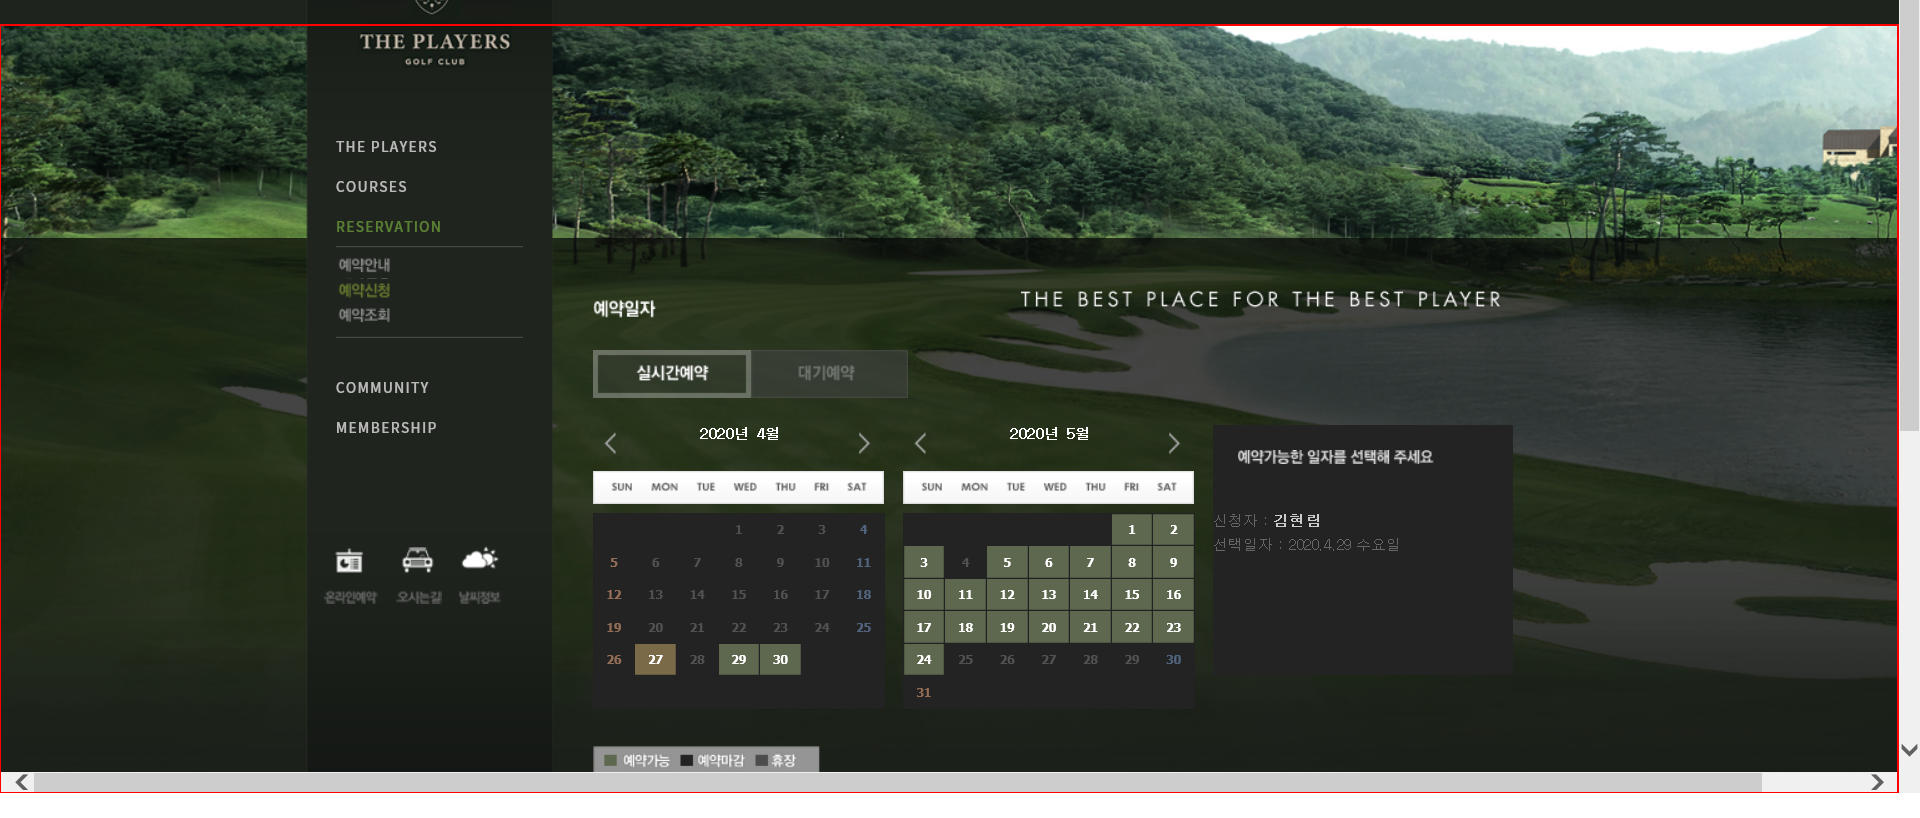 THE PLAYERS
GOLF CLUB
THE PLAYERS
COURSES
RESERVATION
예약안내
예약신청
예약조회
COMMUNITY
MEMBERSHIP
온라인예약 오시는길 날씨정보
THE BEST PLACE FOR THE BEST PLAYER
예약일자
실시간예약 대기예약
2020년 4월
SUN MON TUE WED THU FRI SAT
1 2 3 4
5 6 7 8 9 10 11
12 13 14 15 16 17 18
19 20 21 22 23 24 25
26 27 28 29 30
2020년 5월
SUN MON TUE WED THU FRI SAT
1 2
3 4 5 6 7 8 9
10 11 12 13 14 15 16
17 18 19 20 21 22 23
24 25 26 27 28 29 30
31
예약가능한 일자를 선택해 주세요
신청자 : 김현림
선택일자 : 2020.4.29 수요일
예약가능 예약마감 휴장